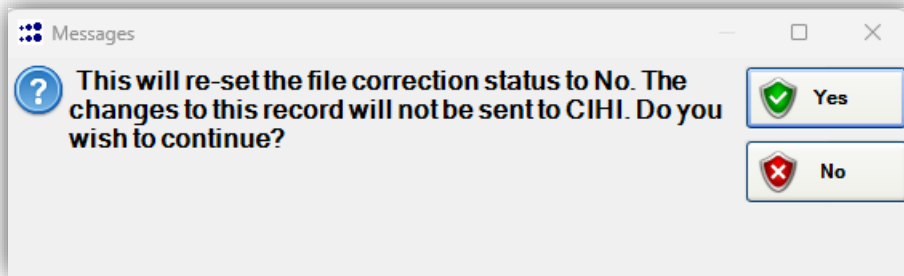 Messages
This will re-set the file correction status to No. The
changes to this record will not be sent to CIHI. Do you
wish to continue?
Yes
No